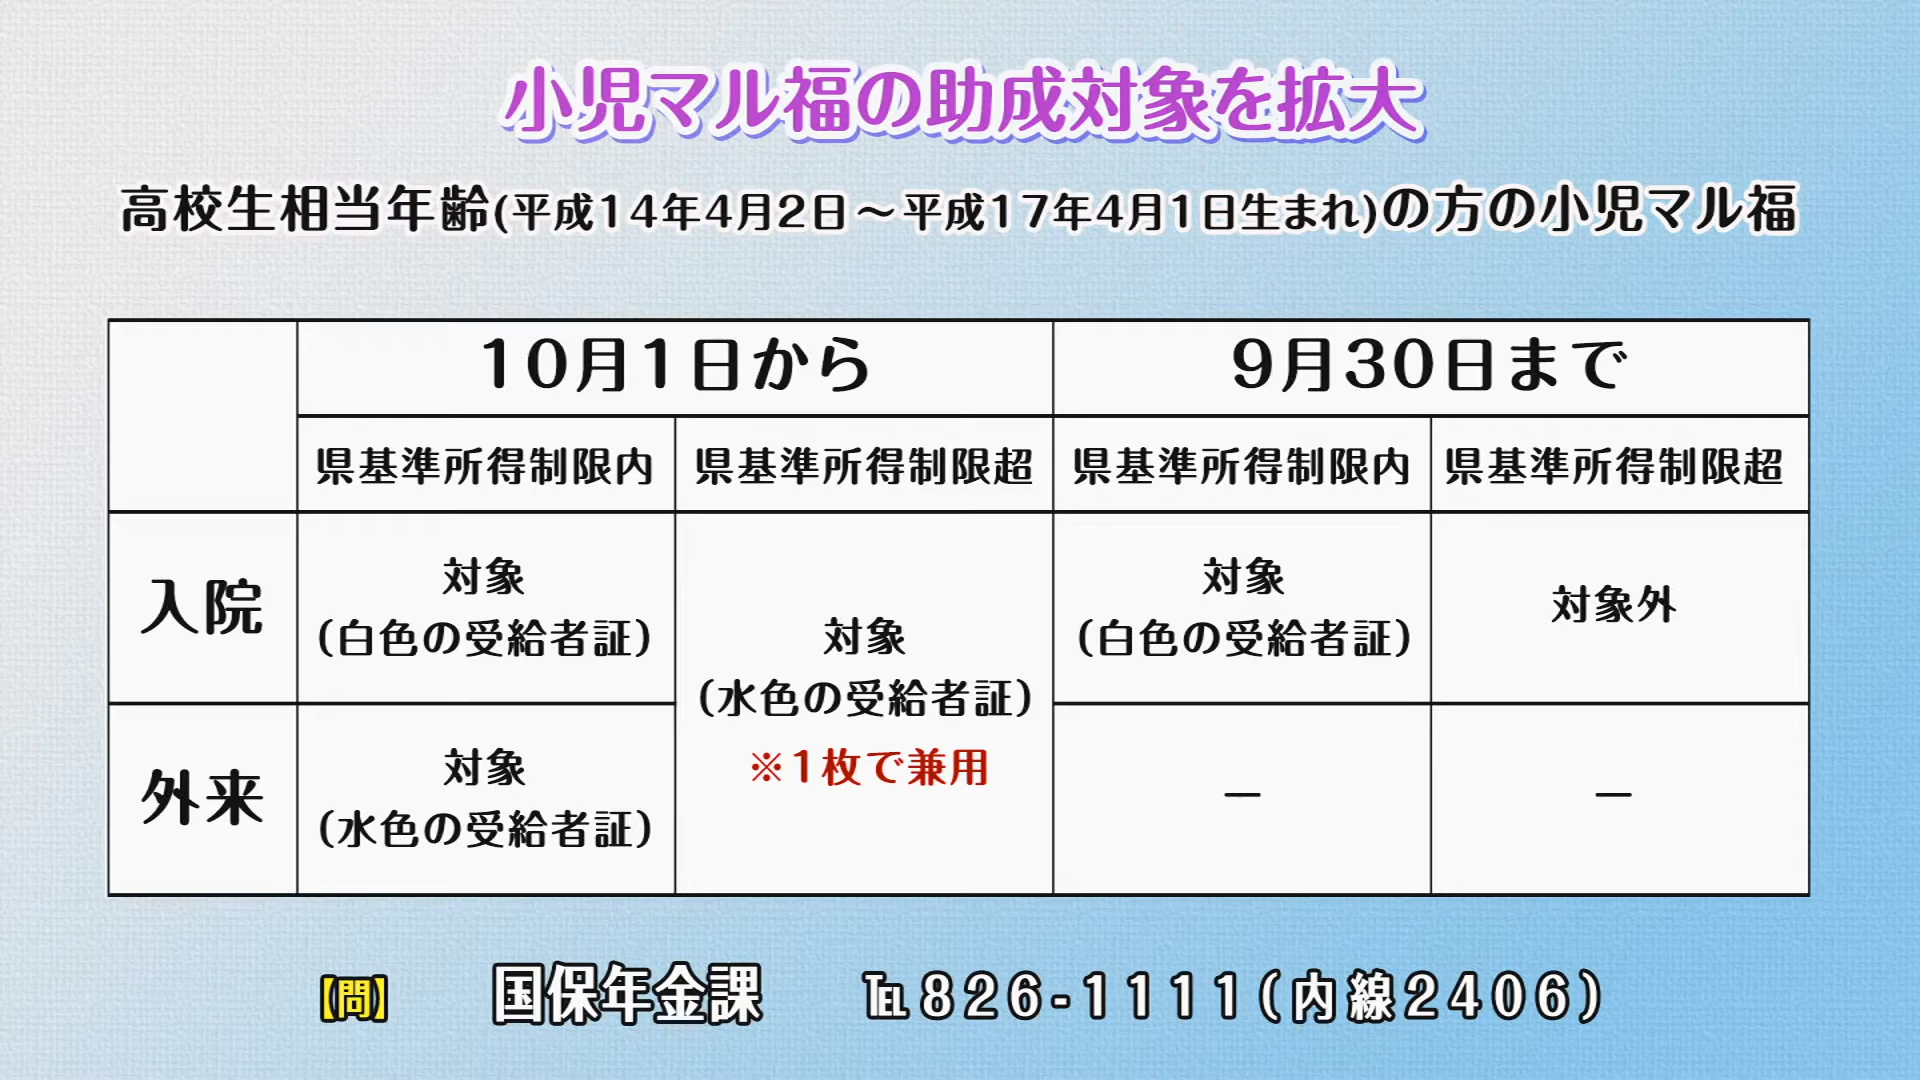 小児マル福の助成対象を拡大
高校生相当年齢(平成14年4月2日～平成17年4月1日生まれ)の方の小児マル福
10月1日から
9月30日まで
県基準所得制限内
県基準所得制限超
県基準所得制限内
県基準所得制限超
入院
対象
(白色の受給者証)
対象
(水色の受給者証)
※1枚で兼用
対象
(白色の受給者証)
対象外
外来
対象
(水色の受給者証)
－
－
【問】 国保年金課 ℡826-1111(内線2406)